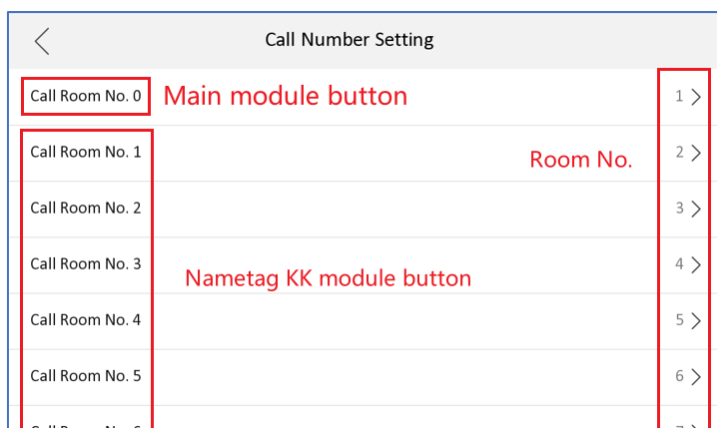 Call Number Setting
Call Room No. 0 Main module button 1
Call Room No. 1 2
Room No.
Call Room No. 2 3
Call Room No. 3 4
Nametag KK module button
Call Room No. 4 5
Call Room No. 5 6